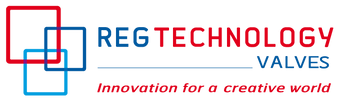 REGTECHNOLOGY
VALVES
Innovation for a creative world